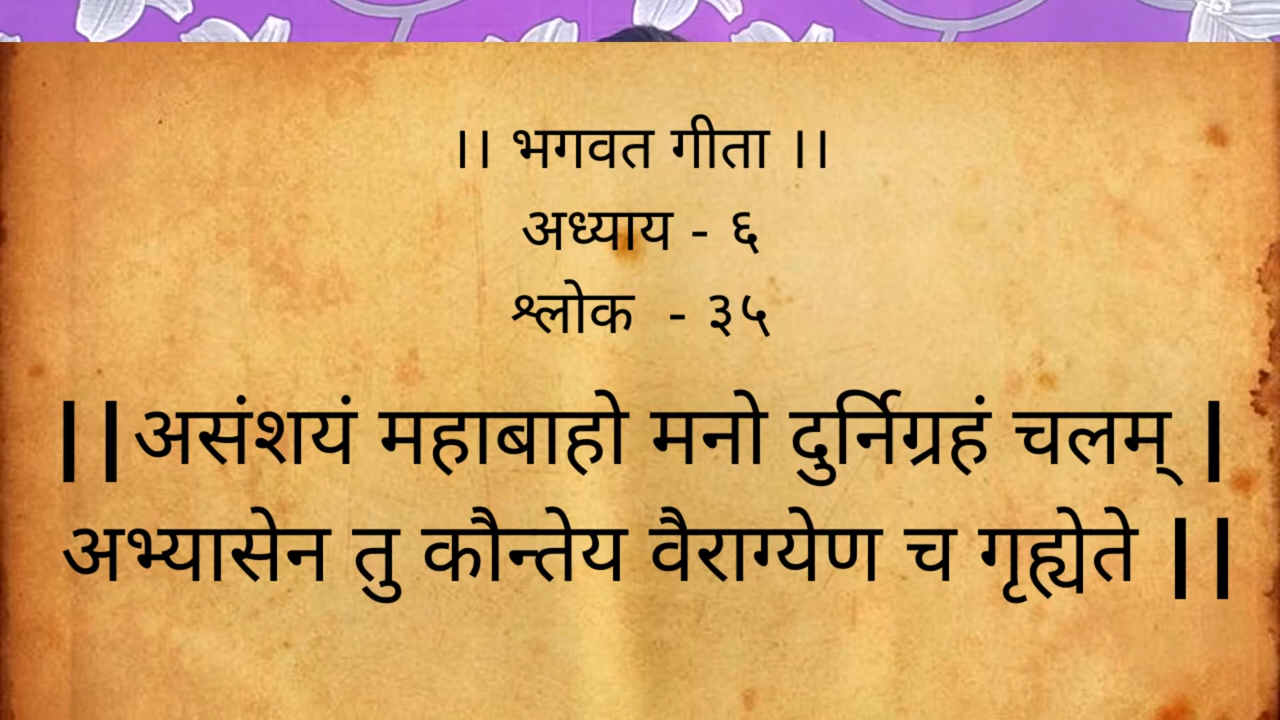 ।। भगवत गीता ।।
अध्याय - ६
श्लोक - ३५
||असंशयं महाबाहो मनो दुर्निग्रहं चलम् |
अभ्यासेन तु कौन्तेय वैराग्येण च गृह्येते ||